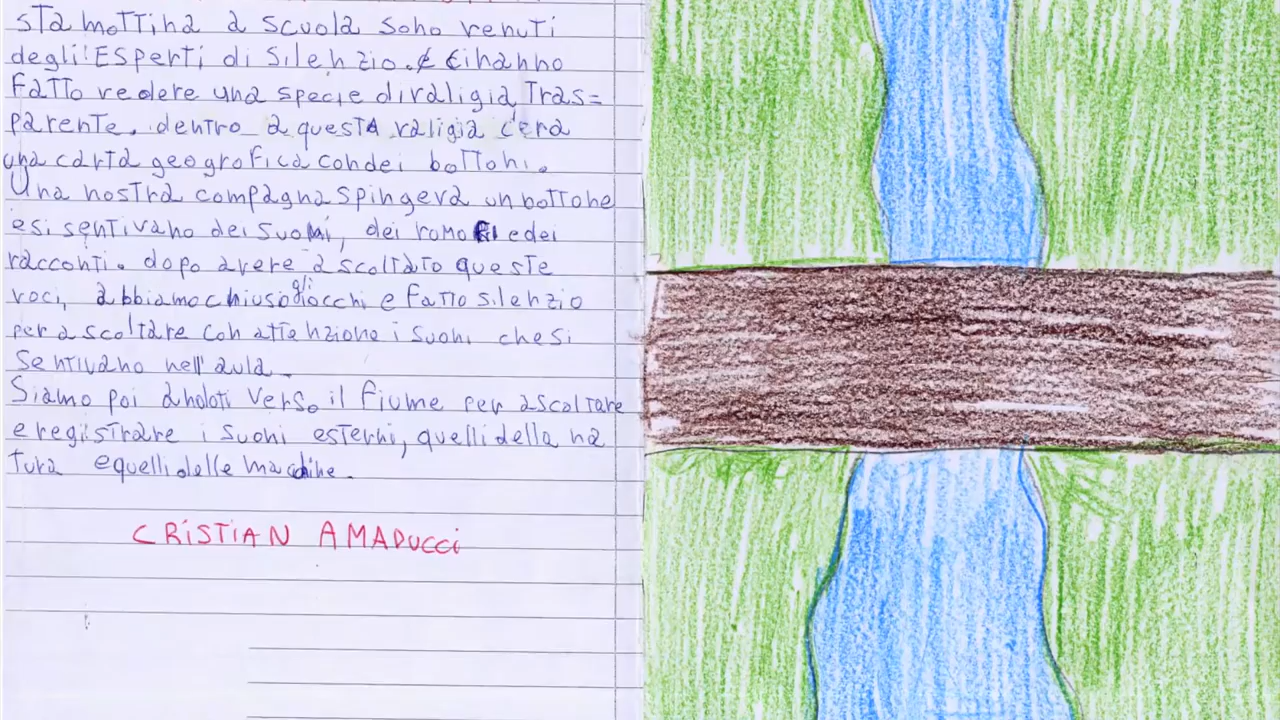 sta mattina a scuola sono venuti
degli Esperti di Silenzio. E ci hanno
Fatto vedere una specie di valigia Tras=
parente. dentro a questA valigia c'era
una carta geografica con dei bottoni.
Una nostra compagna spingeva un bottone
e si sentivano dei suoni, dei romori e dei
racconti. dopo avere ascoltato queste
voci, abbiamo chiuso gli occhi e fatto silenzio
per ascoltare con attenzione i suoni che si
sentivano nell'aula.
Siamo poi andati verso il fiume per ascoltare
e registrare i suoni esterni, quelli della na
tura e quelli delle macchine.
CRISTIAN AMADUCCI